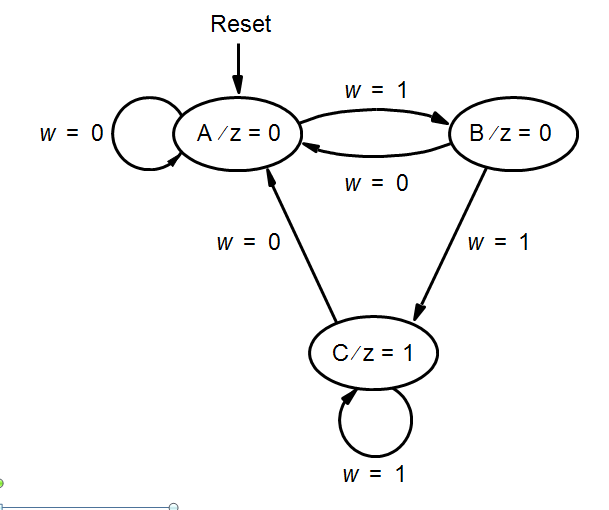 Reset
w = 1
w = 0
A / z = 0
B / z = 0
w = 0
w = 0
w = 1
C / z = 1
w = 1